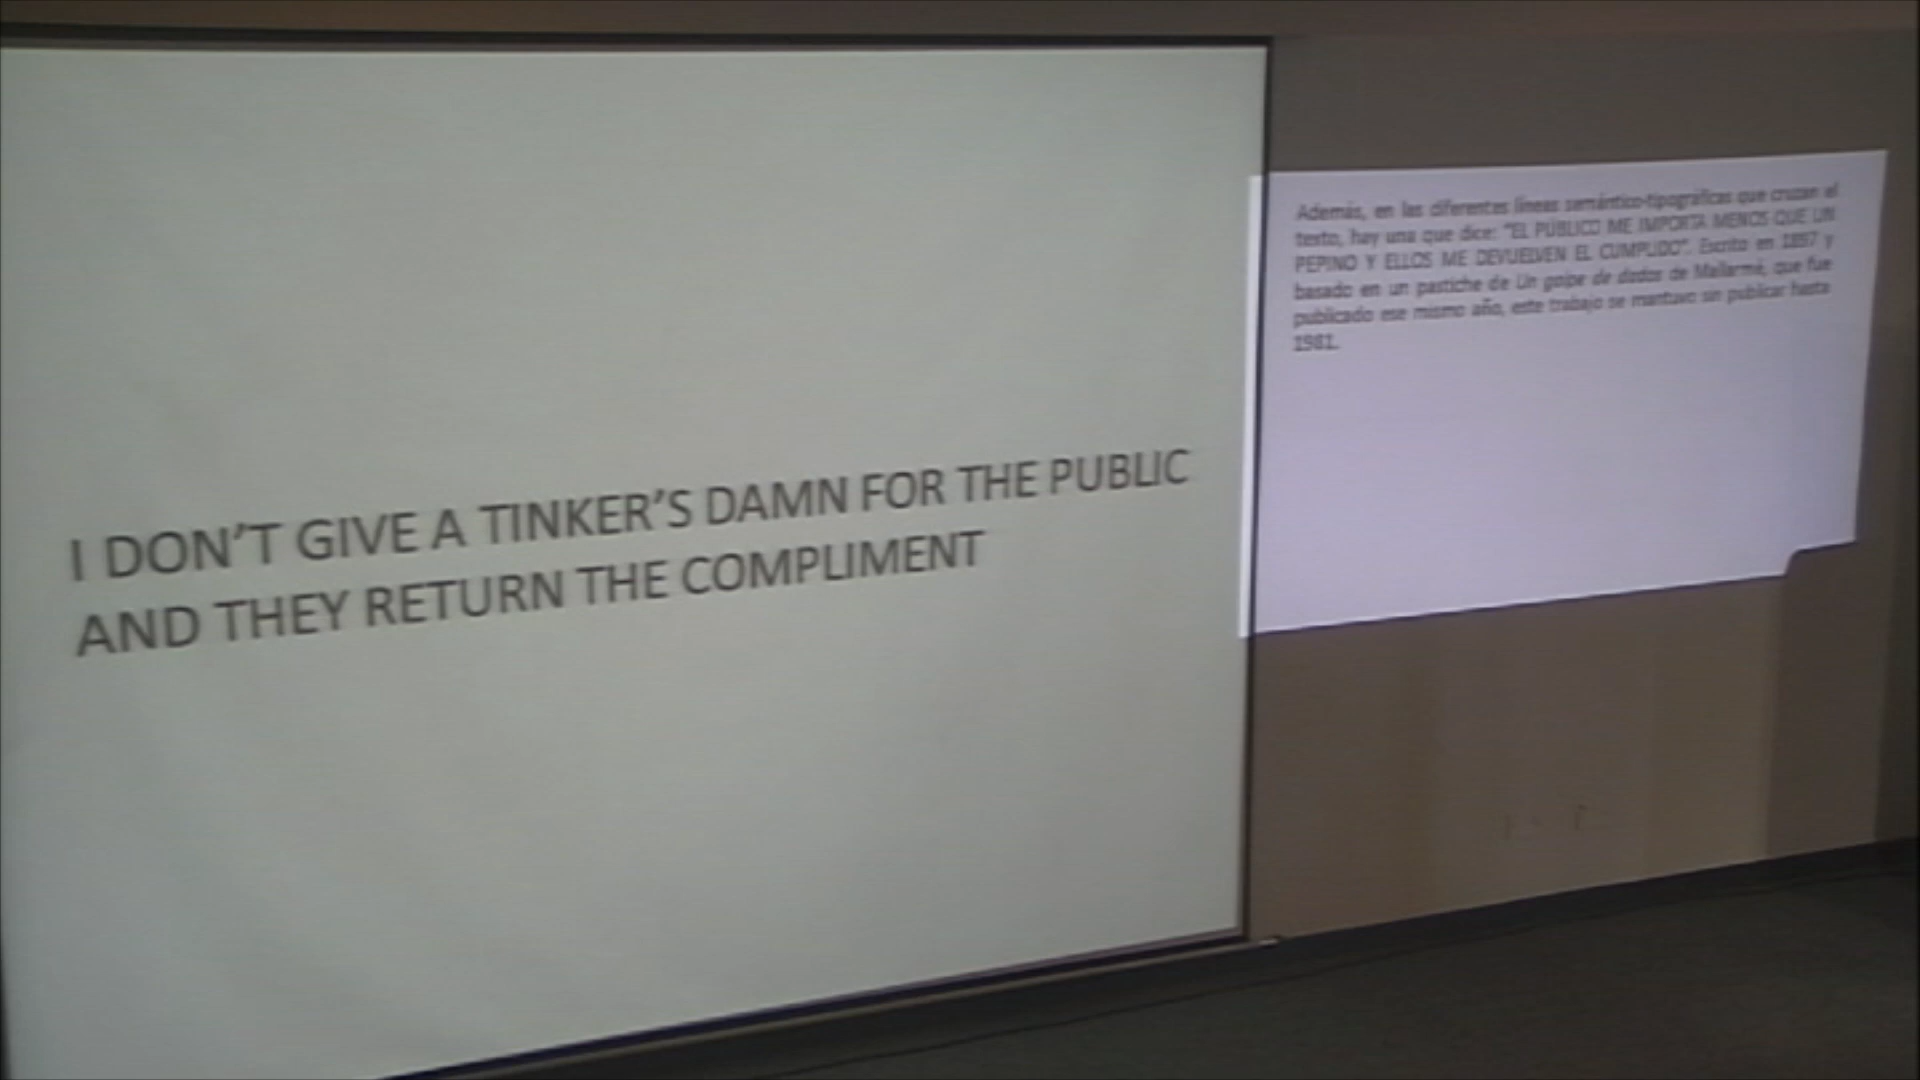 I DON'T GIVE A TINKER'S DAMN FOR THE PUBLIC
AND THEY RETURN THE COMPLIMENT
Además, en las diferentes líneas semántico-tipográficas que cruzan el
texto, hay una que dice: "EL PÚBLICO ME IMPORTA MENOS QUE UN
PEPINO Y ELLOS ME DEVUELVEN EL CUMPLIDO". Escrito en 1897 y
basado en un pastiche de Un golpe de dados de Mallarmé, que fue
publicado ese mismo año, este trabajo se mantuvo sin publicar hasta
1981.